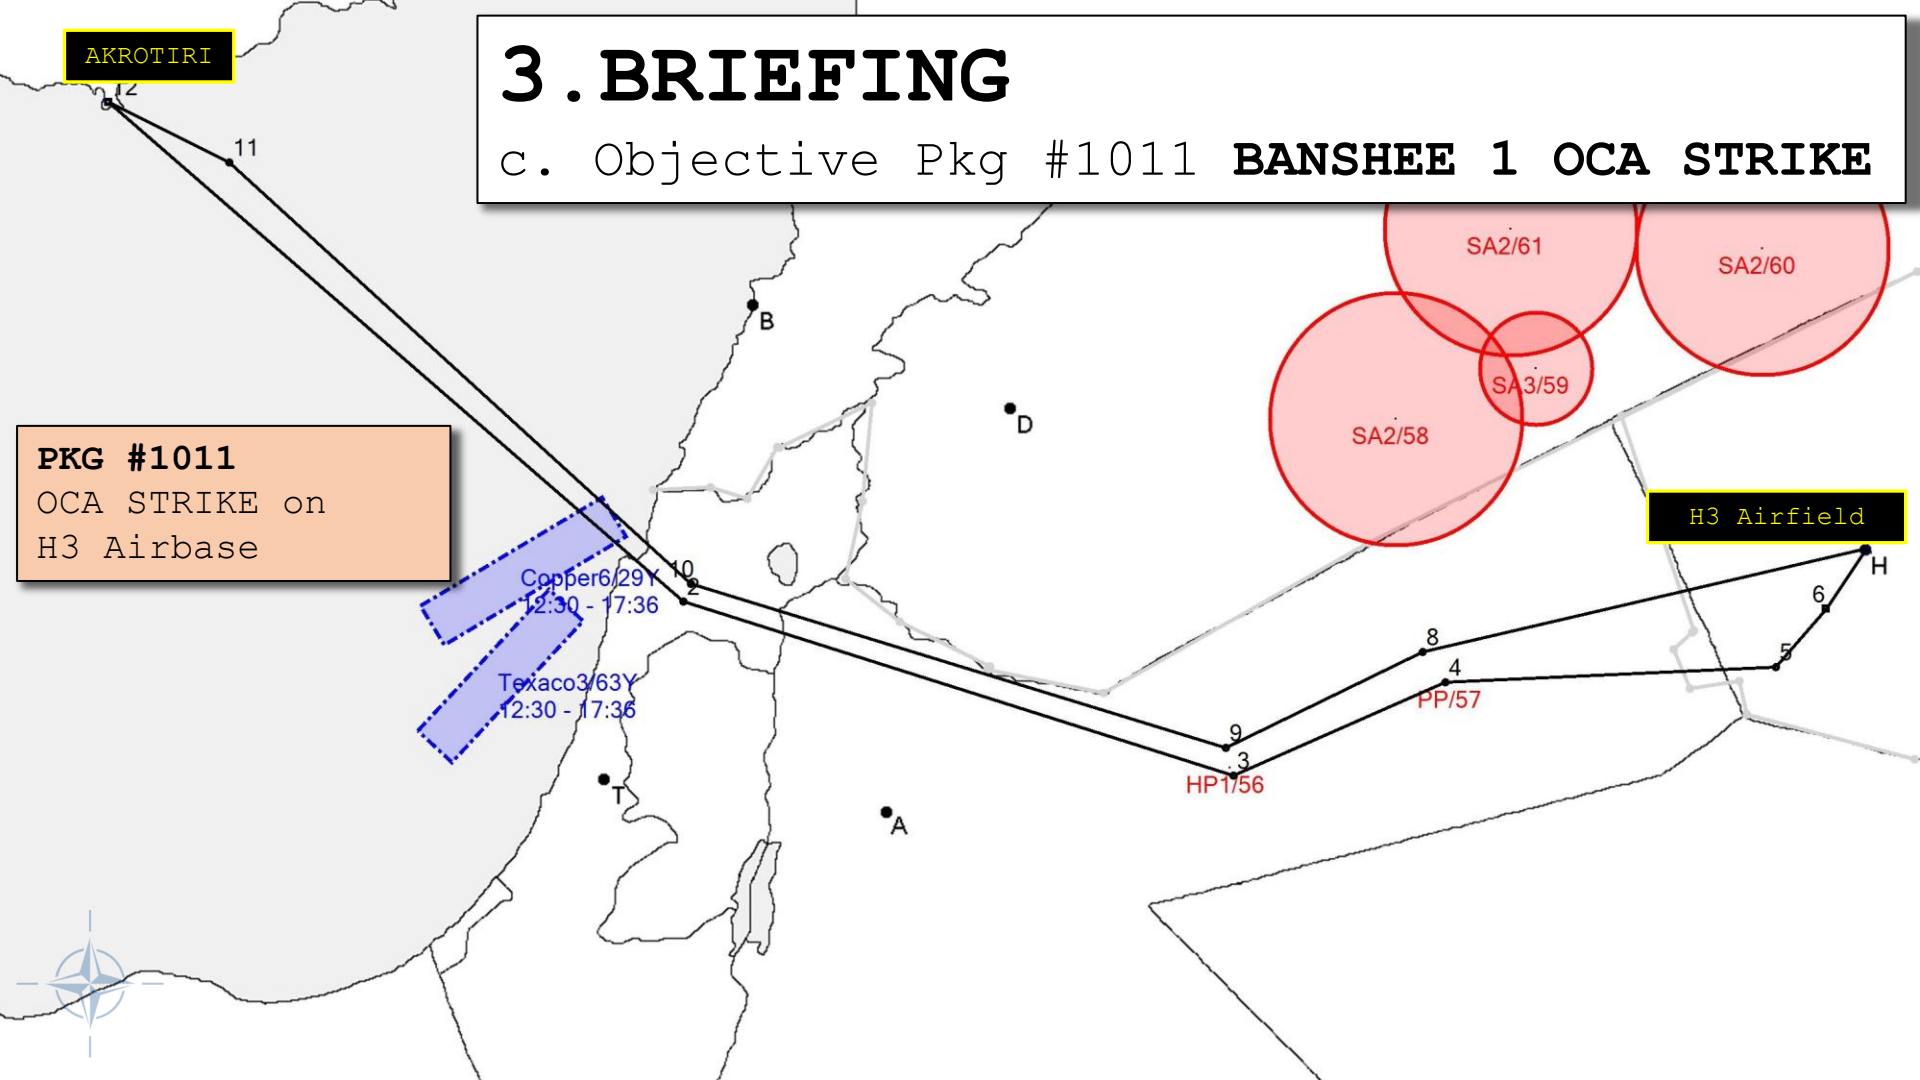 AKROTIRI
3.BRIEFING
c. Objective Pkg #1011 BANSHEE 1 OCA STRIKE
12
11
SA2/61
SA2/60
B
SA3/59
D
SA2/58
PKG #1011
OCA STRIKE on
H3 Airbase
H3 Airfield
H
10
Copper6/29Y
2
12:30 - 17:36
6
8
5
4
Texaco3/63Y
PP/57
12:30 - 17:36
9
3
HP1/56
T
A